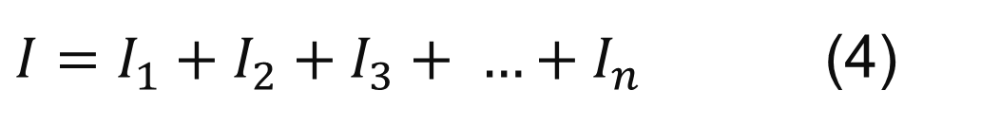 I = I₁ + I₂ + I₃ + … + Iₙ (4)